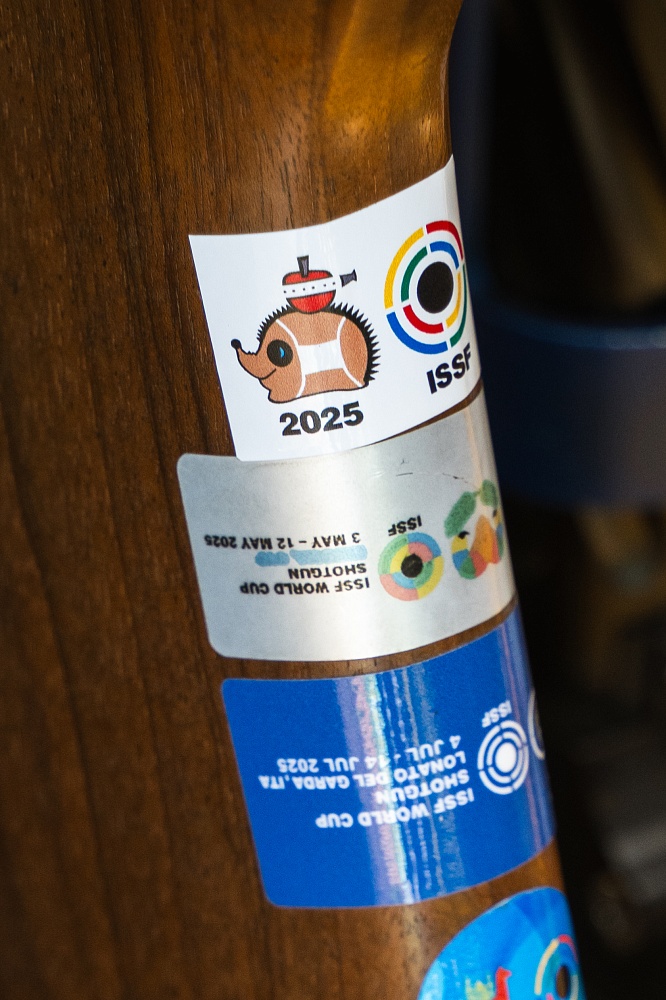 2025
ISSF
ISSF
ISSF WORLD CUP
SHOTGUN
3 MAY – 12 MAY 2025
ISSF
ISSF WORLD CUP
SHOTGUN
LONATO DEL GARDA, ITA
4 JUL - 14 JUL 2025